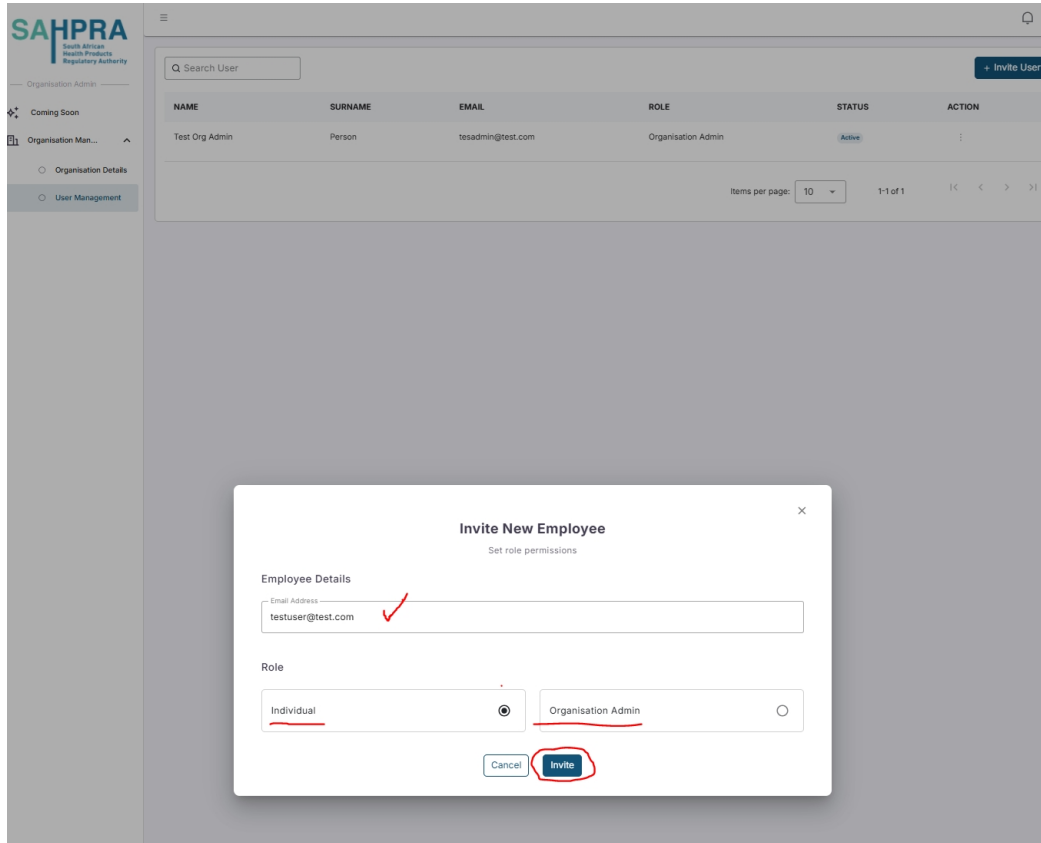 SAHPRA
South African
Health Products
Regulatory Authority
Organisation Admin
Coming Soon
Organisation Man...
Organisation Details
User Management
Search User
+ Invite User
NAME SURNAME EMAIL ROLE STATUS ACTION
Test Org Admin Person tesadmin@test.com Organisation Admin Active
Items per page: 10 1-1 of 1
Invite New Employee
Set role permissions
Employee Details
Email Address
testuser@test.com
Role
Individual Organisation Admin
Cancel Invite